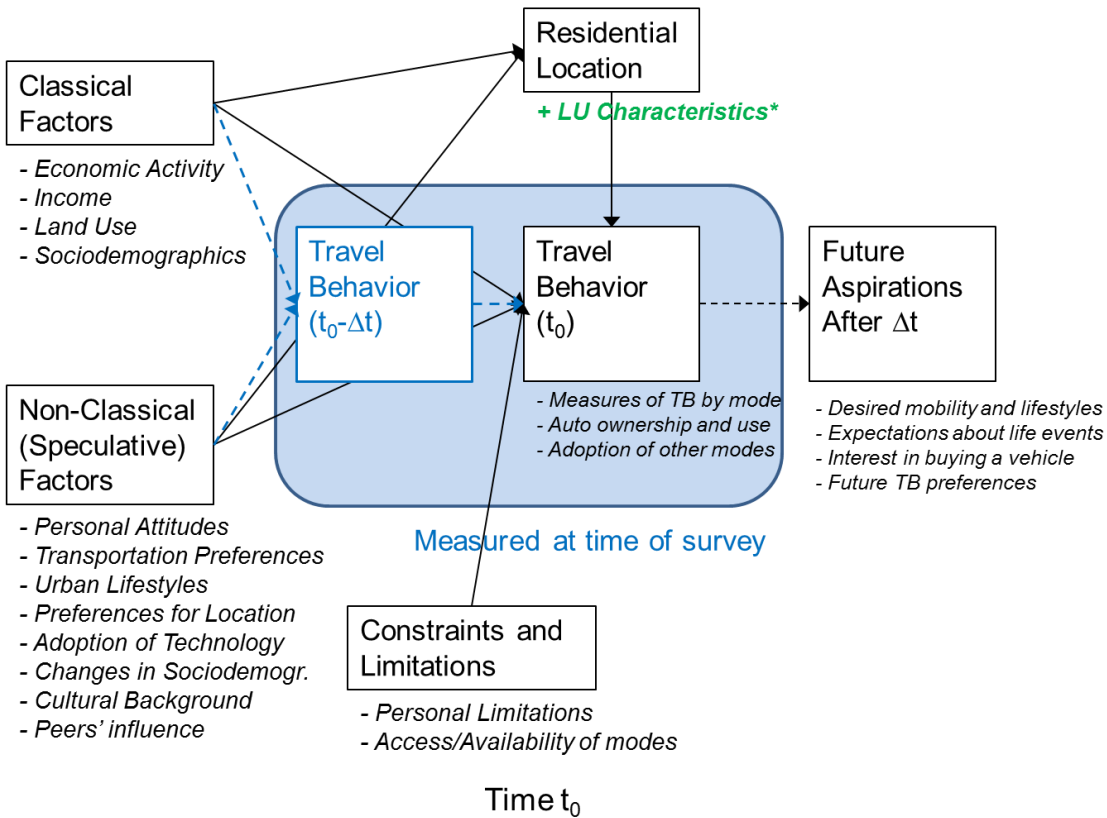 Residential
Location
+ LU Characteristics*
Classical
Factors
- Economic Activity
- Income
- Land Use
- Sociodemographics
Travel
Behavior
(t₀-Δt)
Travel
Behavior
(t₀)
- Measures of TB by mode
- Auto ownership and use
- Adoption of other modes
Future
Aspirations
After Δt
- Desired mobility and lifestyles
- Expectations about life events
- Interest in buying a vehicle
- Future TB preferences
Measured at time of survey
Non-Classical
(Speculative)
Factors
- Personal Attitudes
- Transportation Preferences
- Urban Lifestyles
- Preferences for Location
- Adoption of Technology
- Changes in Sociodemogr.
- Cultural Background
- Peers’ influence
Constraints and
Limitations
- Personal Limitations
- Access/Availability of modes
Time t₀